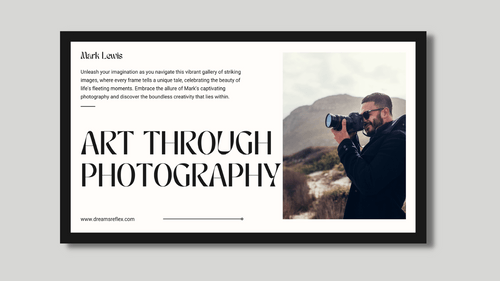 Mark Lewis
Unleash your imagination as you navigate this vibrant gallery of striking
images, where every frame tells a unique tale, celebrating the beauty of
life's fleeting moments. Embrace the allure of Mark's captivating
photography and discover the boundless creativity that lies within.
ART THROUGH
PHOTOGRAPHY
www.dreamsreflex.com